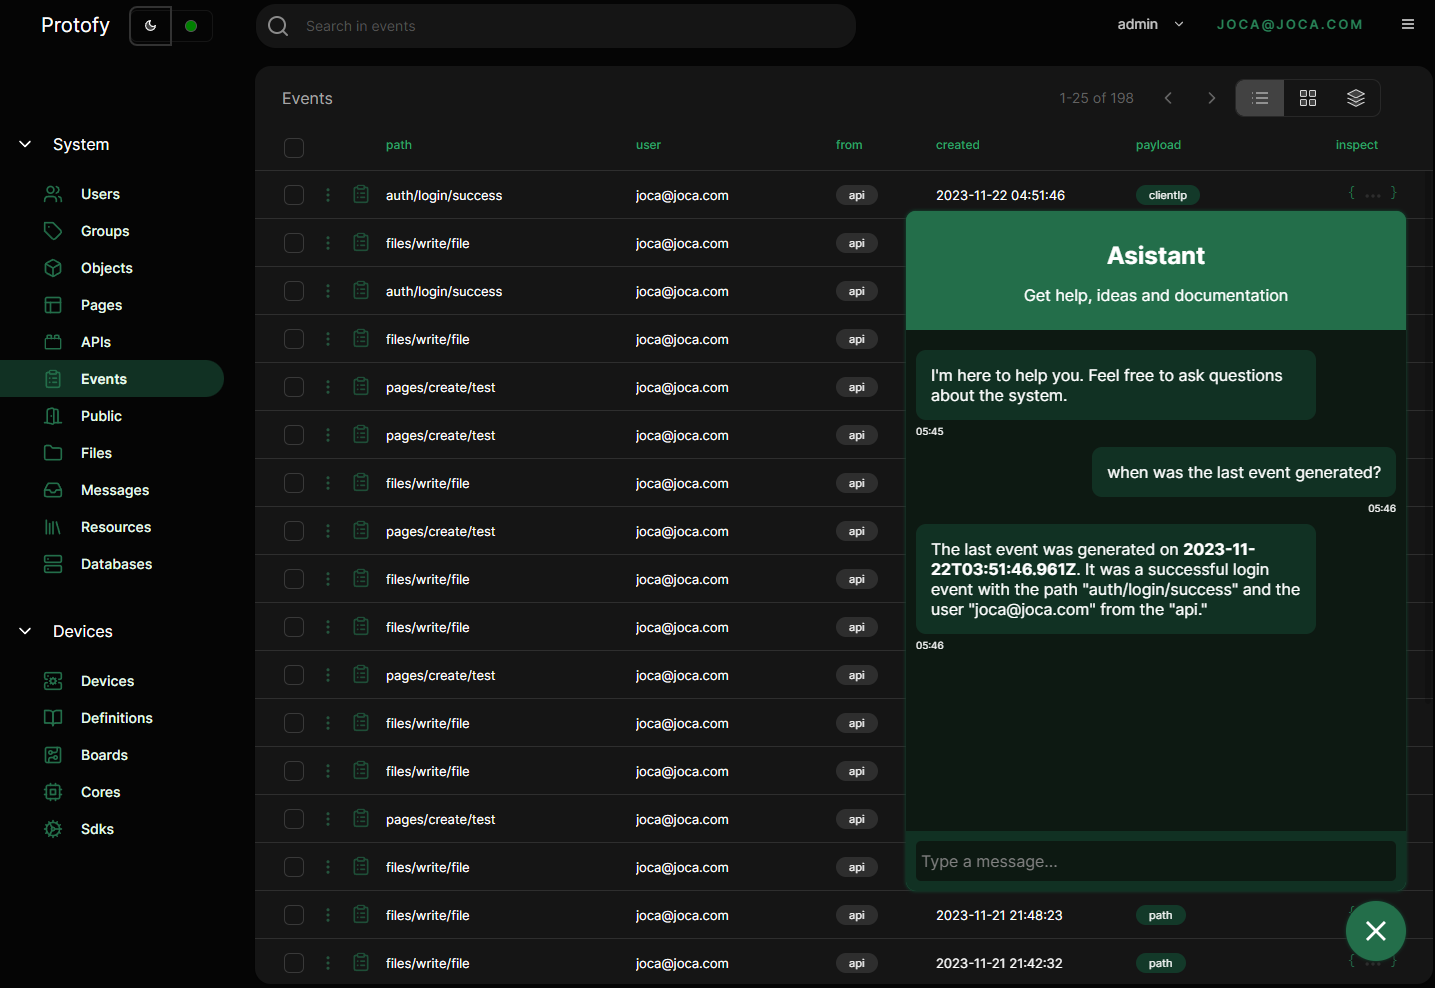 Protofy
Search in events
admin
JOCA@JOCA.COM
System
Users
Groups
Objects
Pages
APIs
Events
Public
Files
Messages
Resources
Databases
Devices
Devices
Definitions
Boards
Cores
Sdks
Events
1-25 of 198
path user from created payload inspect
auth/login/success joca@joca.com api 2023-11-22 04:51:46 clientIp { ... }
files/write/file joca@joca.com api
auth/login/success joca@joca.com api
files/write/file joca@joca.com api
pages/create/test joca@joca.com api
pages/create/test joca@joca.com api
files/write/file joca@joca.com api
pages/create/test joca@joca.com api
files/write/file joca@joca.com api
files/write/file joca@joca.com api
pages/create/test joca@joca.com api
files/write/file joca@joca.com api
files/write/file joca@joca.com api
pages/create/test joca@joca.com api
files/write/file joca@joca.com api
files/write/file joca@joca.com api 2023-11-21 21:48:23 path
files/write/file joca@joca.com api 2023-11-21 21:42:32 path { ... }
Asistant
Get help, ideas and documentation
I'm here to help you. Feel free to ask questions
about the system.
05:45
when was the last event generated?
05:46
The last event was generated on 2023-11-
22T03:51:46.961Z. It was a successful login
event with the path "auth/login/success" and the
user "joca@joca.com" from the "api."
05:46
Type a message...